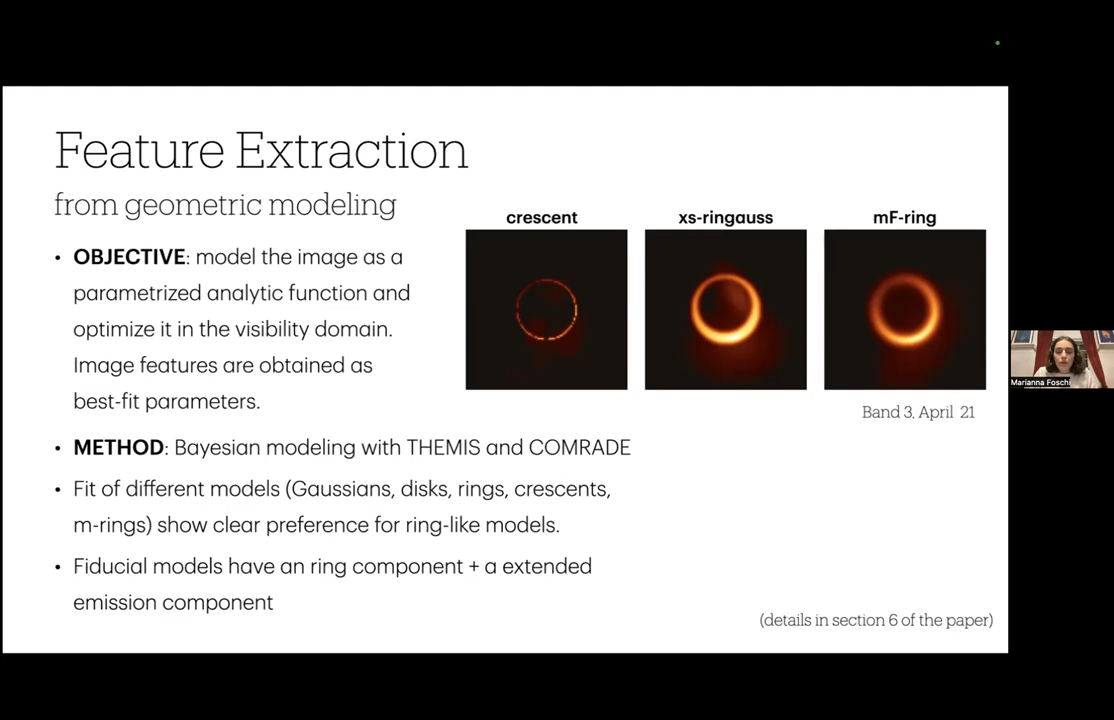 Feature Extraction
from geometric modeling
crescent
xs-ringauss
mF-ring
• OBJECTIVE: model the image as a
parametrized analytic function and
optimize it in the visibility domain.
Image features are obtained as
best-fit parameters.
Band 3, April 21
Marianna Foschi
• METHOD: Bayesian modeling with THEMIS and COMRADE
• Fit of different models (Gaussians, disks, rings, crescents,
m-rings) show clear preference for ring-like models.
• Fiducial models have an ring component + a extended
emission component
(details in section 6 of the paper)